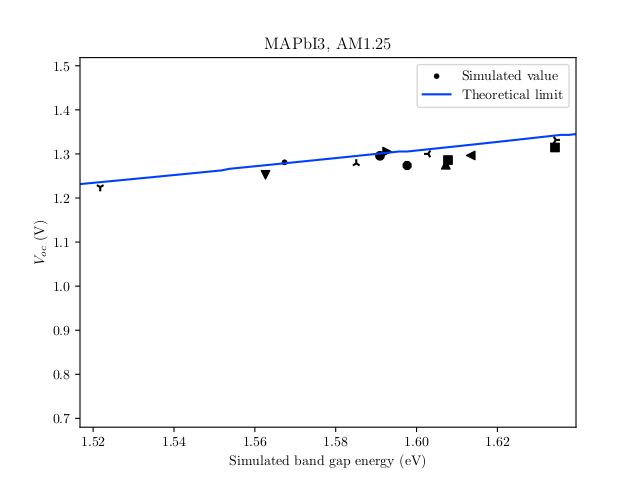 MAPbI3, AM1.25
Simulated value
Theoretical limit
1.5
1.4
1.3
1.2
1.1
1.0
0.9
0.8
0.7
V_oc (V)
1.52 1.54 1.56 1.58 1.60 1.62
Simulated band gap energy (eV)